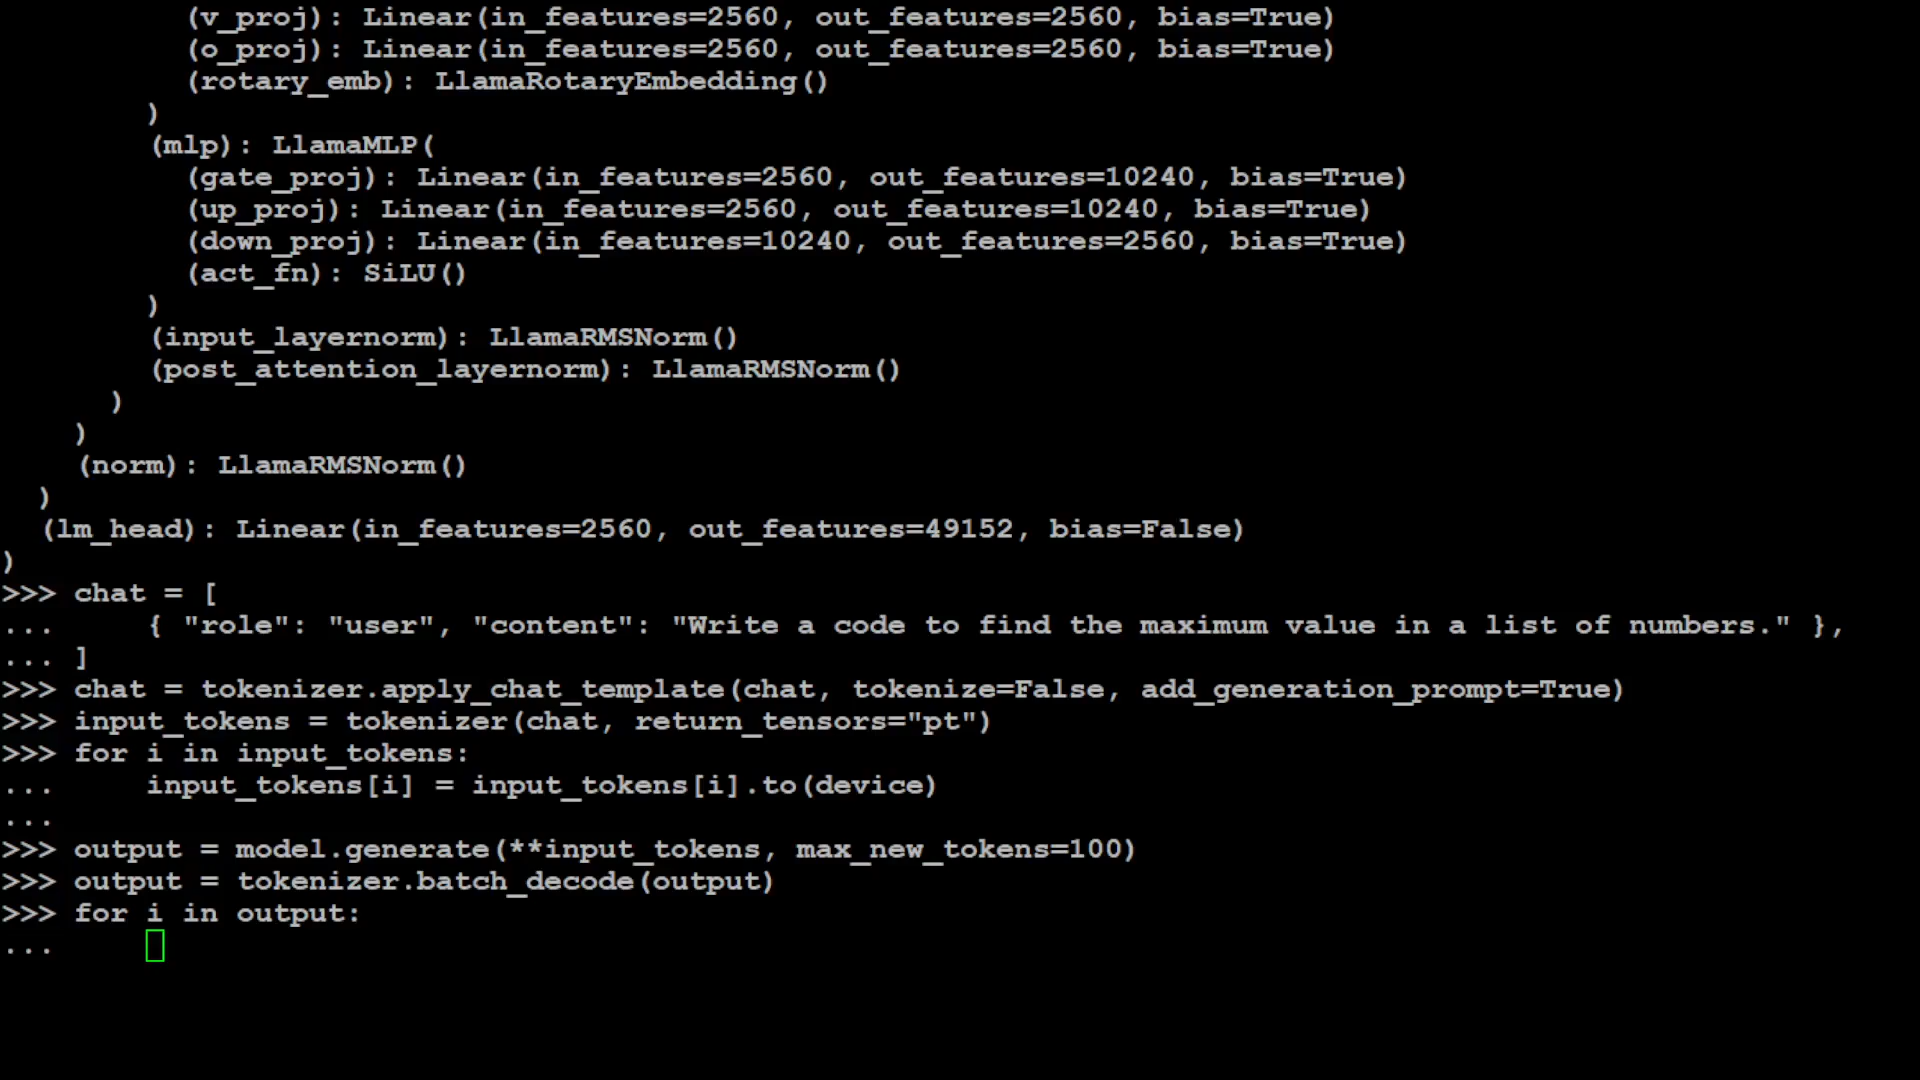 (v_proj): Linear(in_features=2560, out_features=2560, bias=True)
(o_proj): Linear(in_features=2560, out_features=2560, bias=True)
(rotary_emb): LlamaRotaryEmbedding()
)
(mlp): LlamaMLP(
(gate_proj): Linear(in_features=2560, out_features=10240, bias=True)
(up_proj): Linear(in_features=2560, out_features=10240, bias=True)
(down_proj): Linear(in_features=10240, out_features=2560, bias=True)
(act_fn): SiLU()
)
(input_layernorm): LlamaRMSNorm()
(post_attention_layernorm): LlamaRMSNorm()
)
)
(norm): LlamaRMSNorm()
)
(lm_head): Linear(in_features=2560, out_features=49152, bias=False)
)
>>> chat = [
...     { "role": "user", "content": "Write a code to find the maximum value in a list of numbers." },
... ]
>>> chat = tokenizer.apply_chat_template(chat, tokenize=False, add_generation_prompt=True)
>>> input_tokens = tokenizer(chat, return_tensors="pt")
>>> for i in input_tokens:
...     input_tokens[i] = input_tokens[i].to(device)
...
>>> output = model.generate(**input_tokens, max_new_tokens=100)
>>> output = tokenizer.batch_decode(output)
>>> for i in output:
...